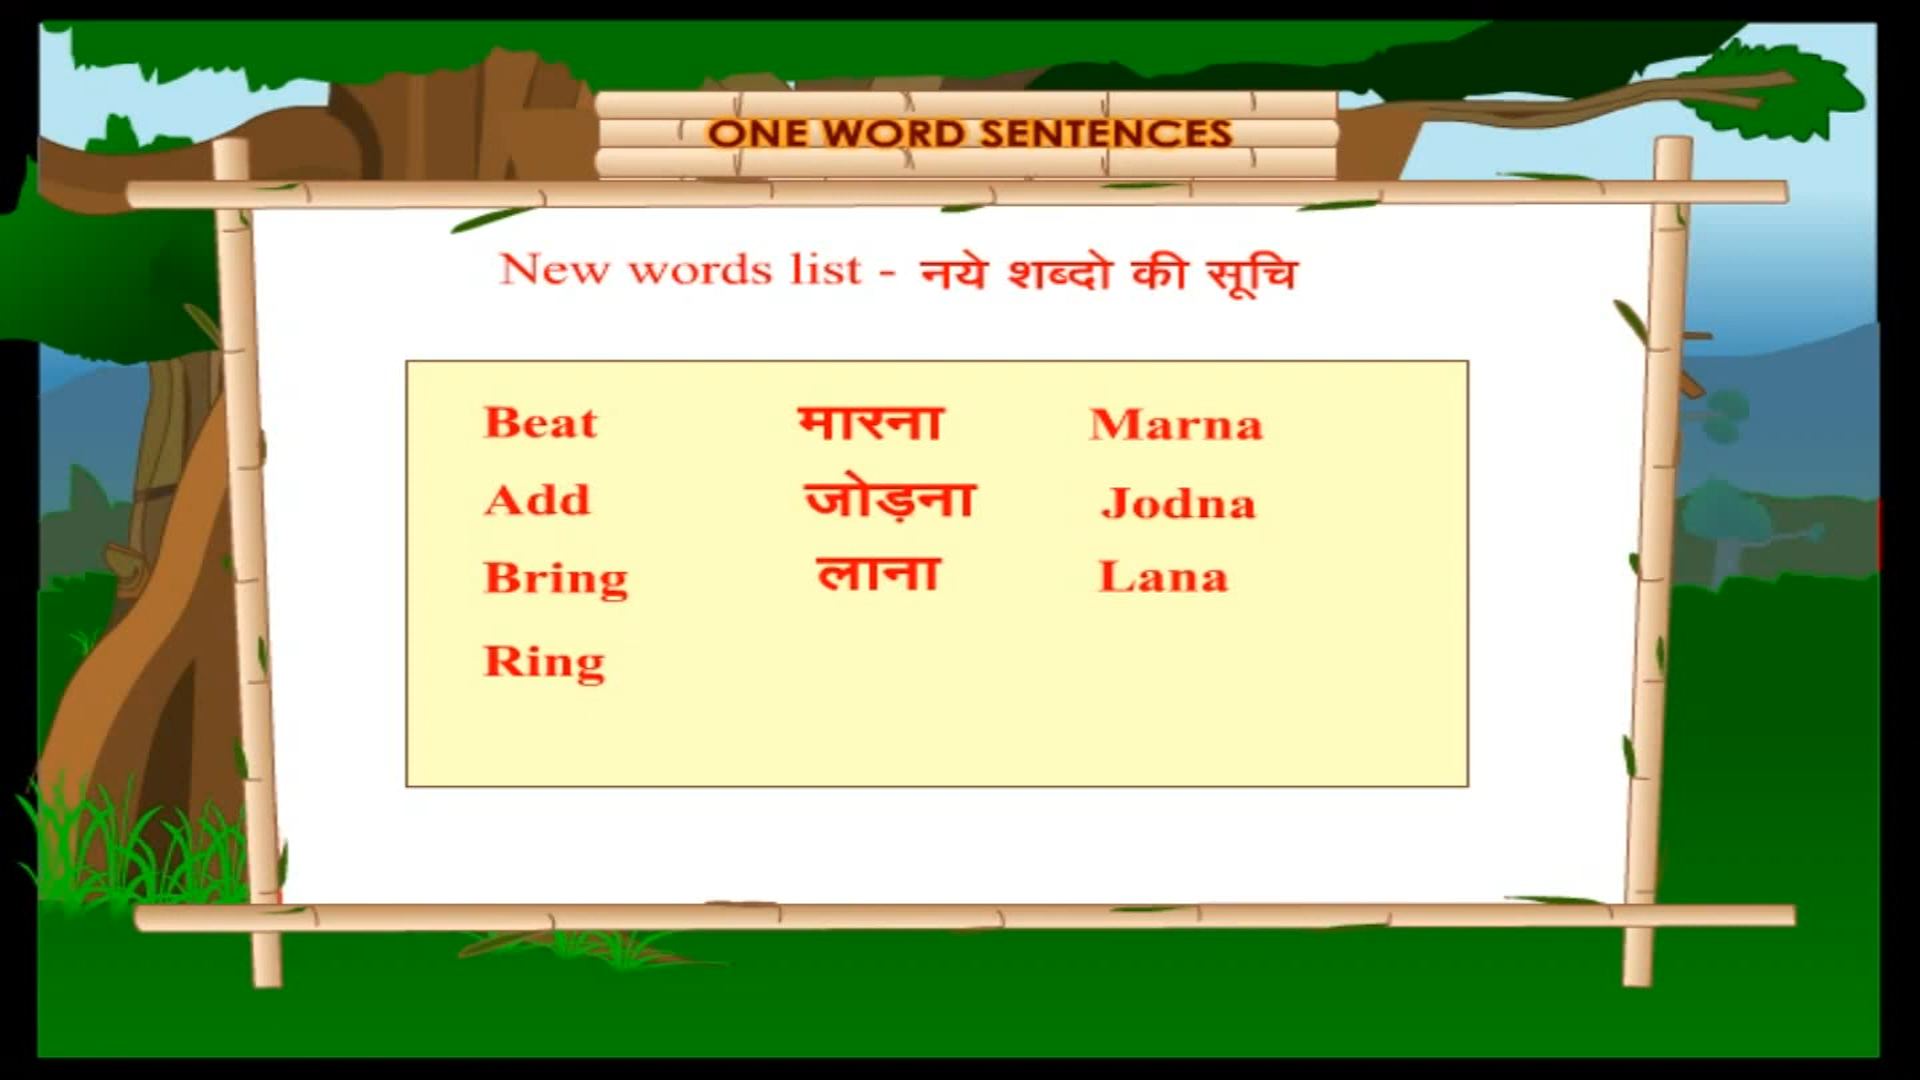 ONE WORD SENTENCES
New words list - नये शब्दो की सूचि
Beat मारना Marna
Add जोड़ना Jodna
Bring लाना Lana
Ring